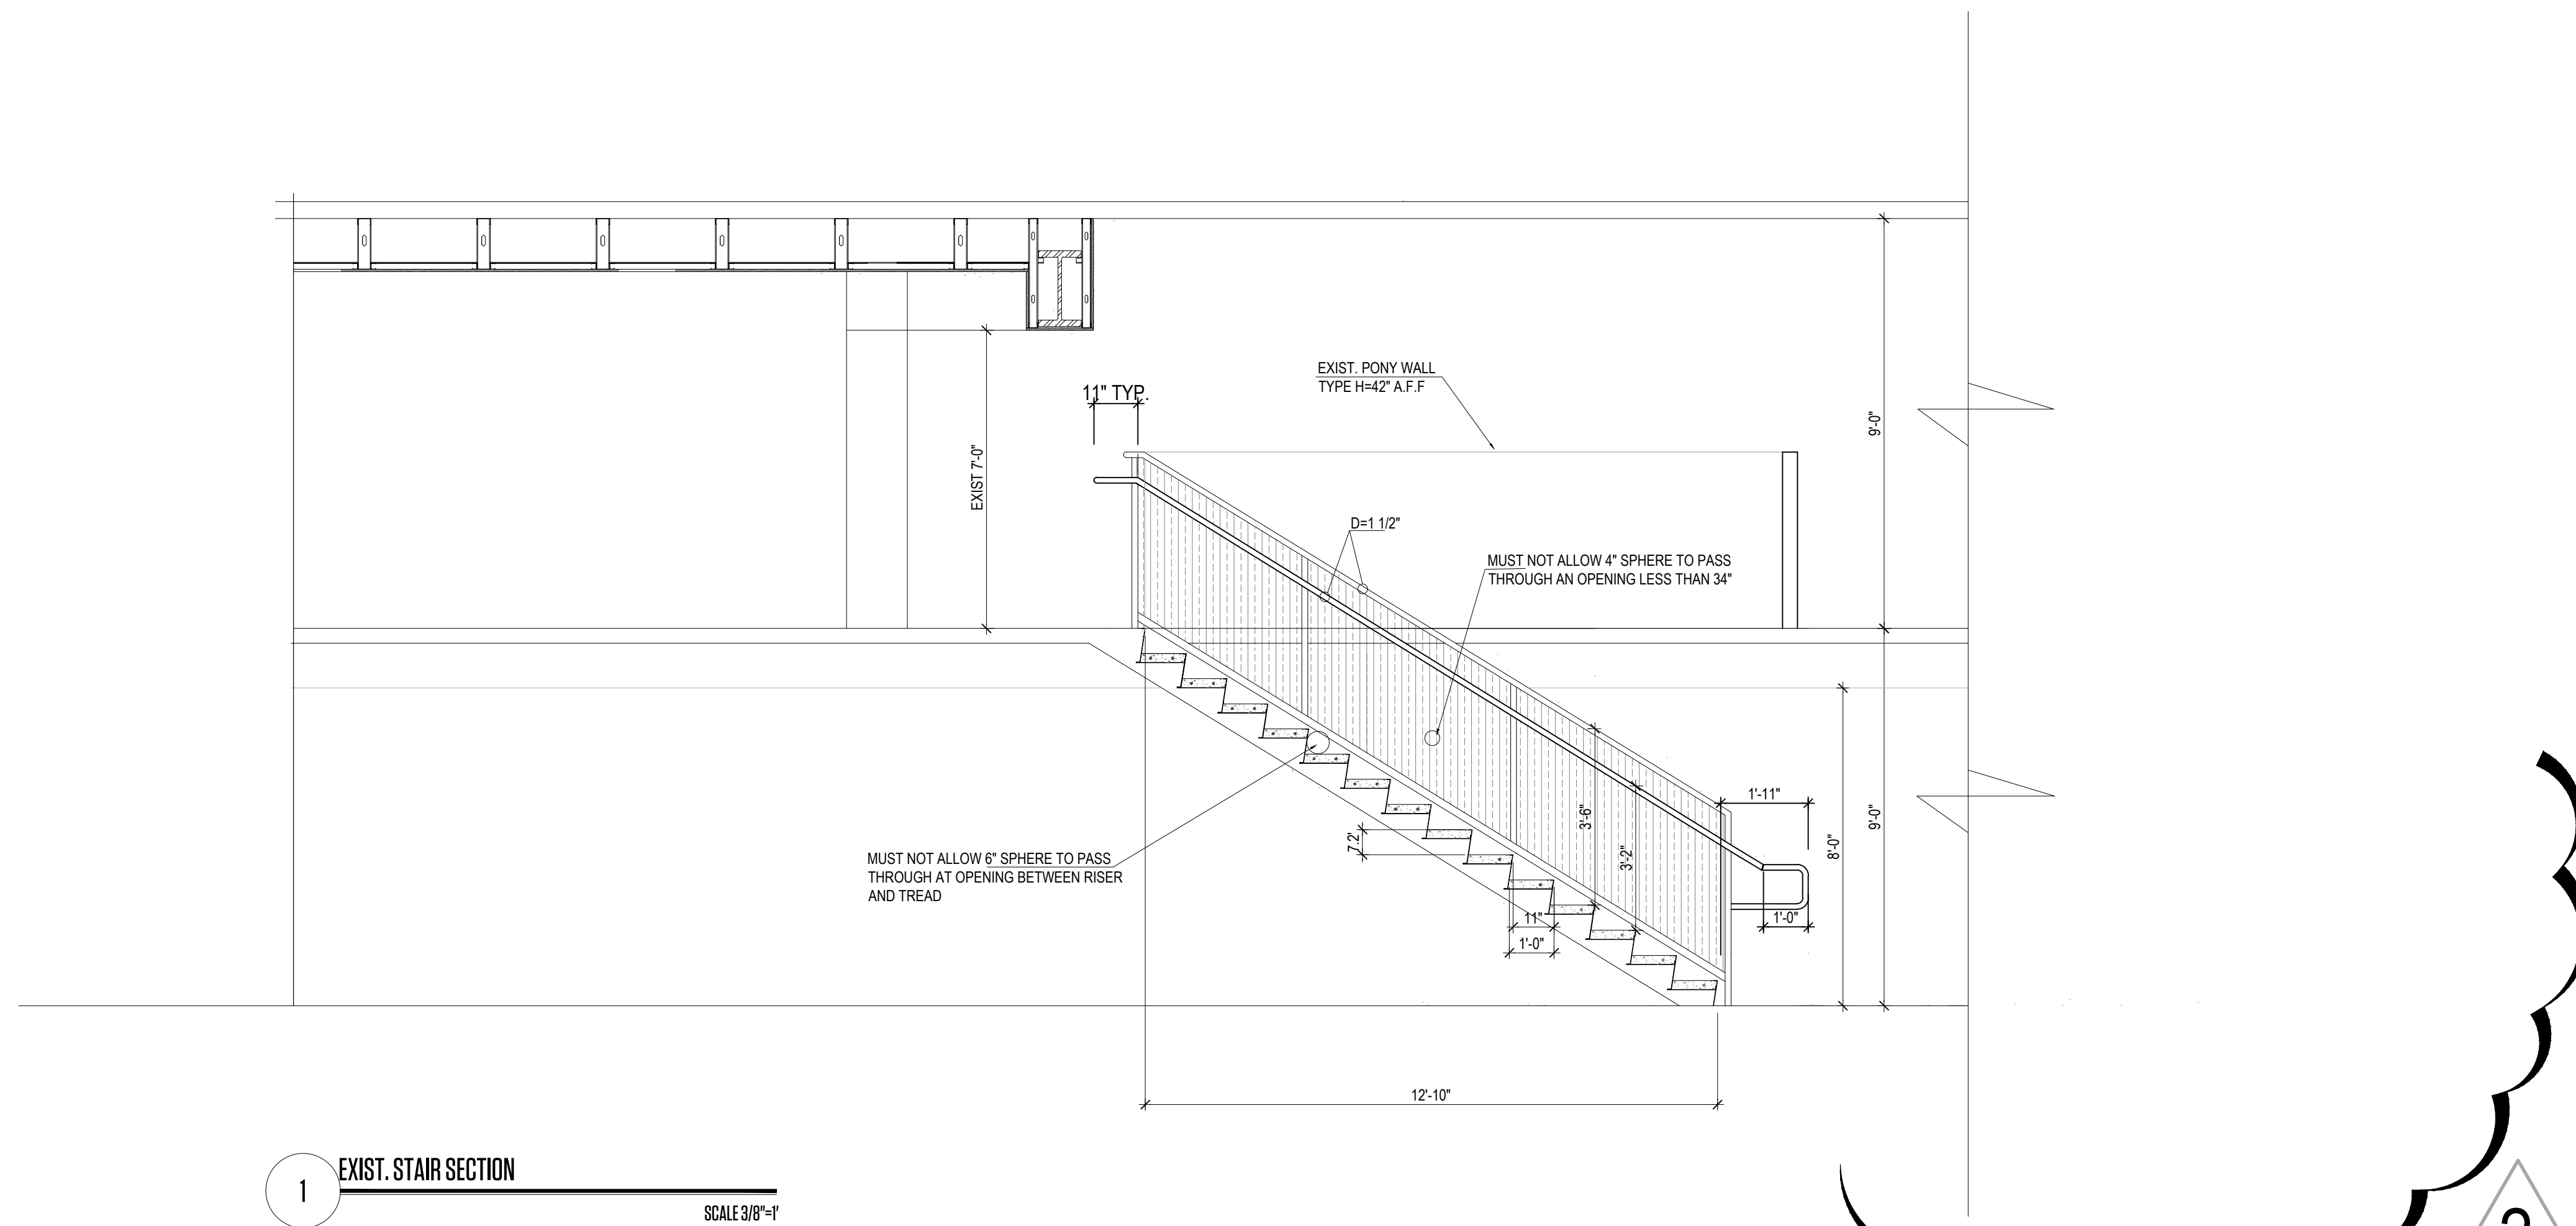 11" TYP.
EXIST. PONY WALL
TYPE H=42" A.F.F
9'-0"
EXIST 7'-0"
D=1 1/2"
MUST NOT ALLOW 4" SPHERE TO PASS
THROUGH AN OPENING LESS THAN 34"
1'-11"
3'-6"
9'-0"
8'-0"
7.2'
3'-2"
MUST NOT ALLOW 6" SPHERE TO PASS
THROUGH AT OPENING BETWEEN RISER
AND TREAD
11"
1'-0"
1'-0"
12'-10"
1
EXIST. STAIR SECTION
SCALE 3/8"=1'